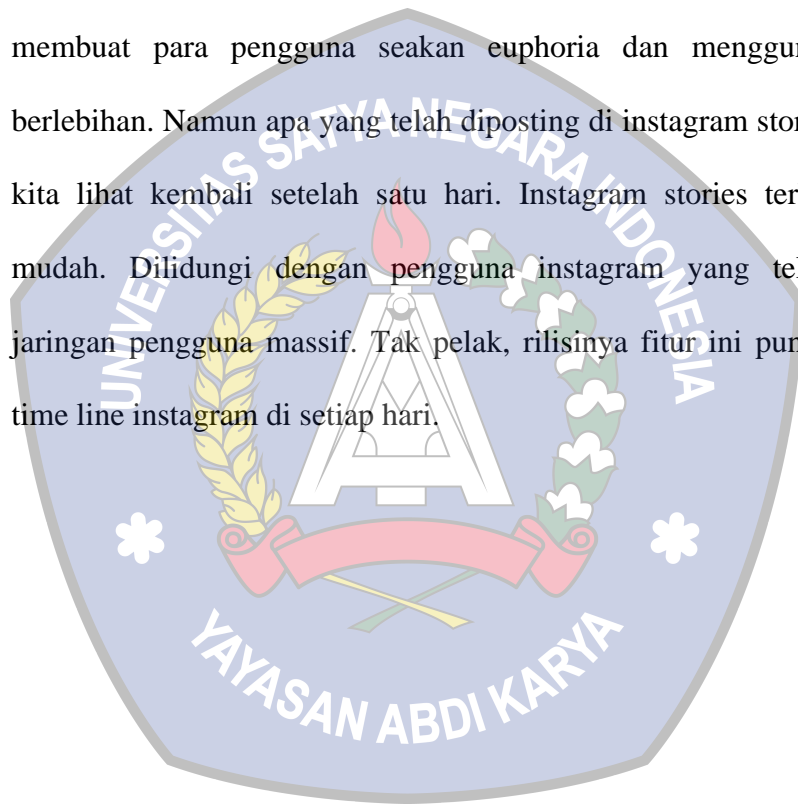 membuat para pengguna seakan euphoria dan menggun
berlebihan. Namun apa yang telah diposting di instagram stor
kita lihat kembali setelah satu hari. Instagram stories ter
mudah. Dilidungi dengan pengguna instagram yang tel
jaringan pengguna massif. Tak pelak, rilisinya fitur ini pun
time line instagram di setiap hari.
UNIVERSITAS SATYA NEGARA INDONESIA
YAYASAN ABDI KARYA